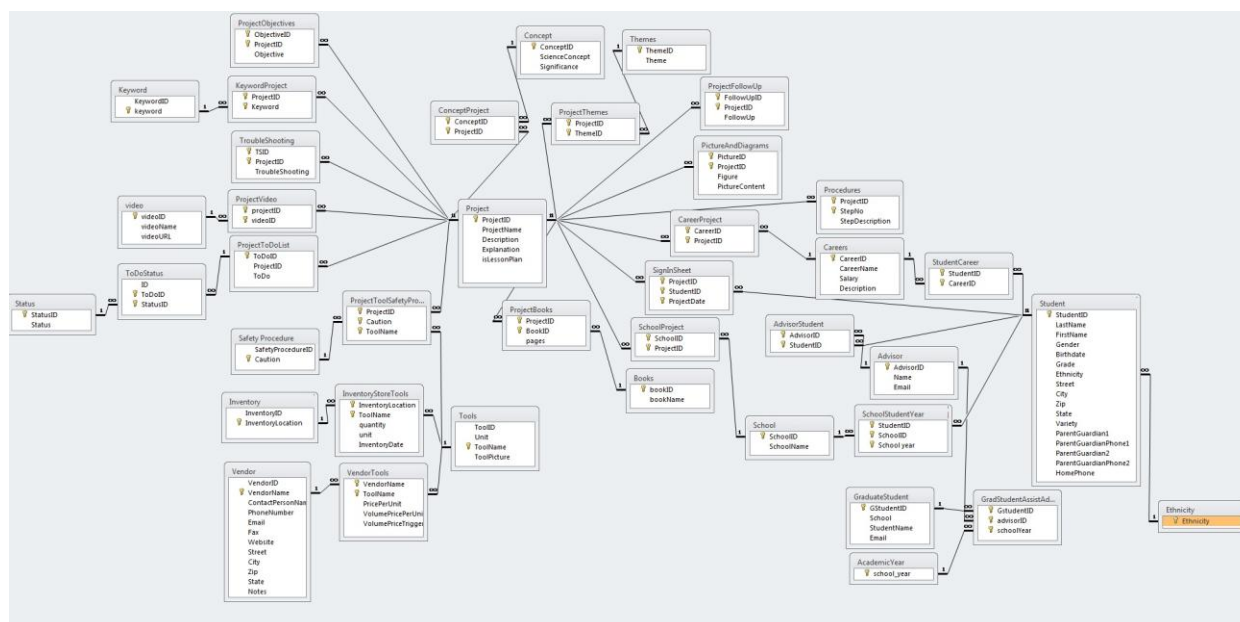 ProjectObjectives
ObjectiveID
ProjectID
Objective
Keyword
KeywordID
keyword
KeywordProject
ProjectID
Keyword
TroubleShooting
TSID
ProjectID
TroubleShooting
video
videoID
videoName
videoURL
ProjectVideo
projectID
videoID
ProjectToDoList
ToDoID
ProjectID
ToDo
ToDoStatus
ID
ToDoID
StatusID
Status
StatusID
Status
Concept
ConceptID
ScienceConcept
Significance
Themes
ThemeID
Theme
ConceptProject
ConceptID
ProjectID
ProjectThemes
ProjectID
ThemeID
ProjectFollowUp
FollowUpID
ProjectID
FollowUp
PictureAndDiagrams
PictureID
ProjectID
Figure
PictureContent
Procedures
ProjectID
StepNo
StepDescription
Project
ProjectID
ProjectName
Description
Explanation
isLessonPlan
CareerProject
CareerID
ProjectID
Careers
CareerID
CareerName
Salary
Description
StudentCareer
StudentID
CareerID
SignInSheet
ProjectID
StudentID
ProjectDate
ProjectToolSafetyPro...
ProjectID
Caution
ToolName
Safety Procedure
SafetyProcedureID
Caution
ProjectBooks
ProjectID
BookID
pages
SchoolProject
SchoolID
ProjectID
Books
bookID
bookName
AdvisorStudent
AdvisorID
StudentID
Advisor
AdvisorID
Name
Email
Student
StudentID
LastName
FirstName
Gender
Birthdate
Grade
Ethnicity
Street
City
Zip
State
Variety
ParentGuardian1
ParentGuardianPhone1
ParentGuardian2
ParentGuardianPhone2
HomePhone
Inventory
InventoryID
InventoryLocation
InventoryStoreTools
InventoryLocation
ToolName
quantity
unit
InventoryDate
Tools
ToolID
Unit
ToolName
ToolPicture
School
SchoolID
SchoolName
SchoolStudentYear
StudentID
SchoolID
School year
Vendor
VendorID
VendorName
ContactPersonNam
PhoneNumber
Email
Fax
Website
Street
City
Zip
State
Notes
VendorTools
VendorName
ToolName
PricePerUnit
VolumePricePerUni
VolumePriceTrigger
GraduateStudent
GStudentID
School
StudentName
Email
GradStudentAssistAd...
GstudentID
advisorID
schoolYear
AcademicYear
school_year
Ethnicity
Ethnicity